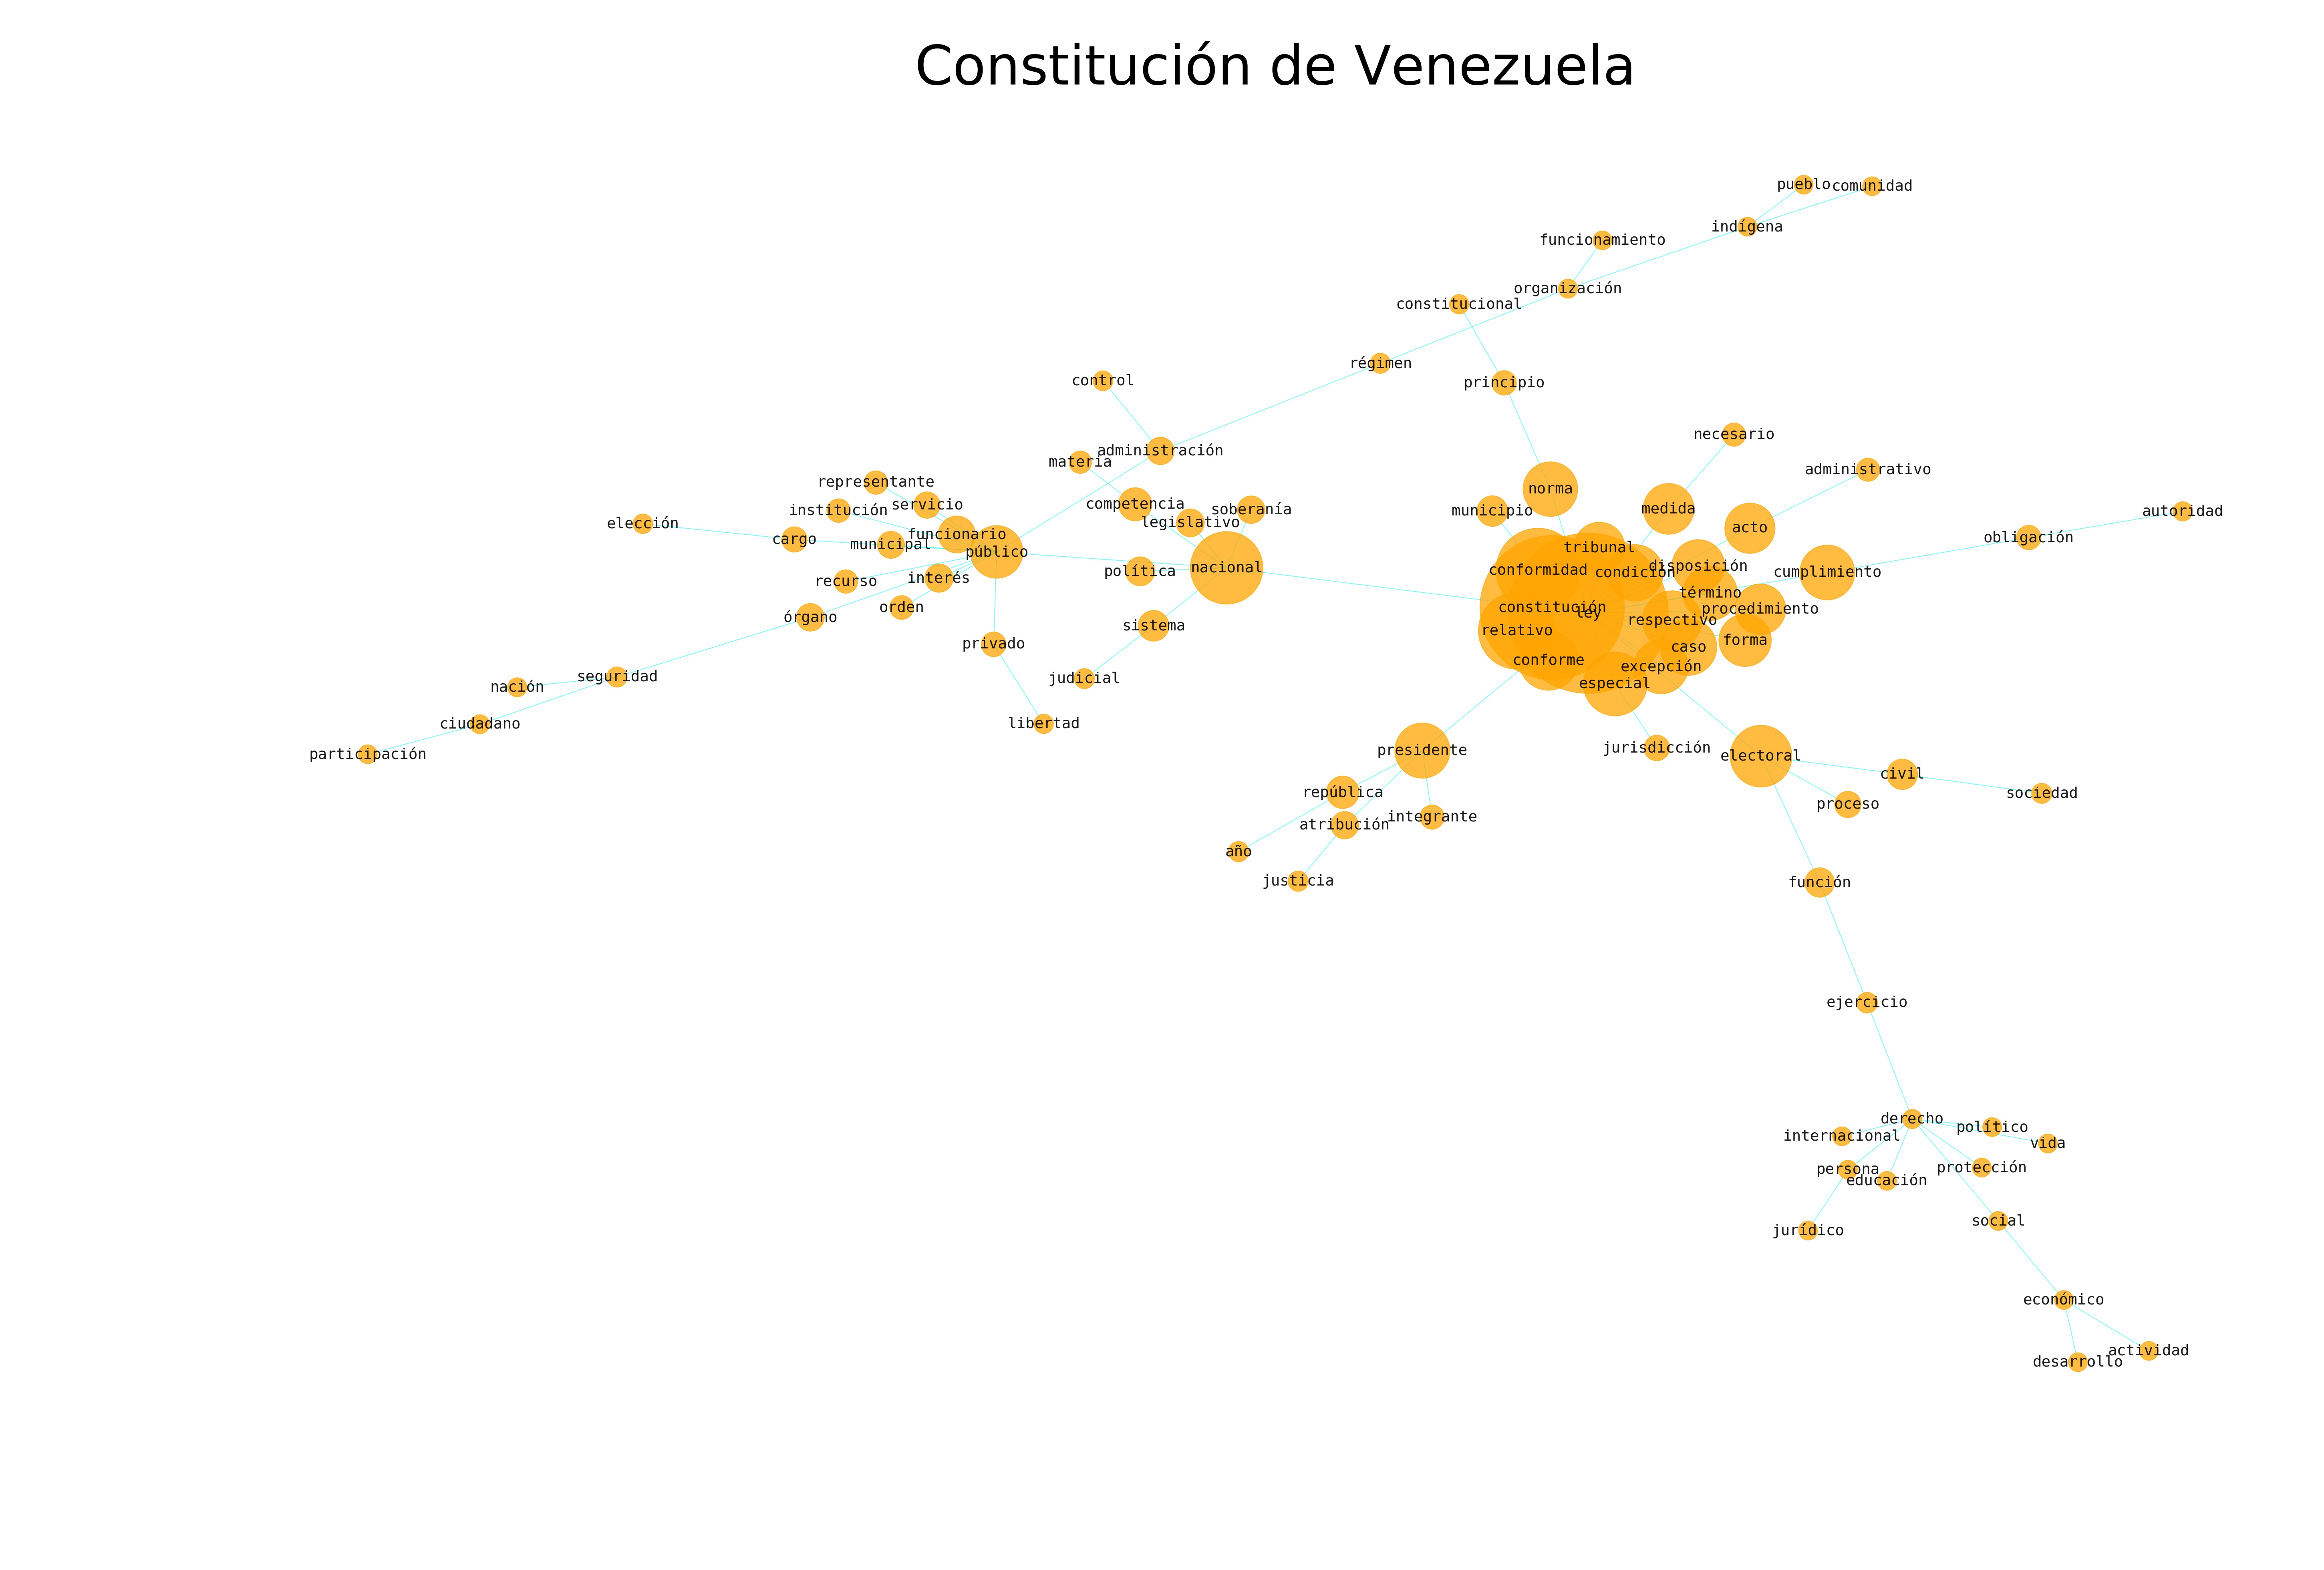 Constitución de Venezuela
pueblo
comunidad
indígena
funcionamiento
organización
constitucional
régimen
control
principio
necesario
administración
materia
administrativo
representante
norma
servicio
competencia
institución
municipio
soberanía
medida
autoridad
elección
legislativo
acto
funcionario
obligación
cargo
municipal
tribunal
público
disposición
nacional
política
conformidad
condición
cumplimiento
interés
recurso
término
orden
constitución
procedimiento
ley
órgano
respectivo
sistema
relativo
forma
privado
caso
conforme
excepción
seguridad
judicial
especial
nación
ciudadano
libertad
jurisdicción
participación
presidente
electoral
civil
república
sociedad
proceso
integrante
atribución
año
justicia
función
ejercicio
derecho
político
internacional
vida
protección
persona
educación
social
jurídico
económico
actividad
desarrollo